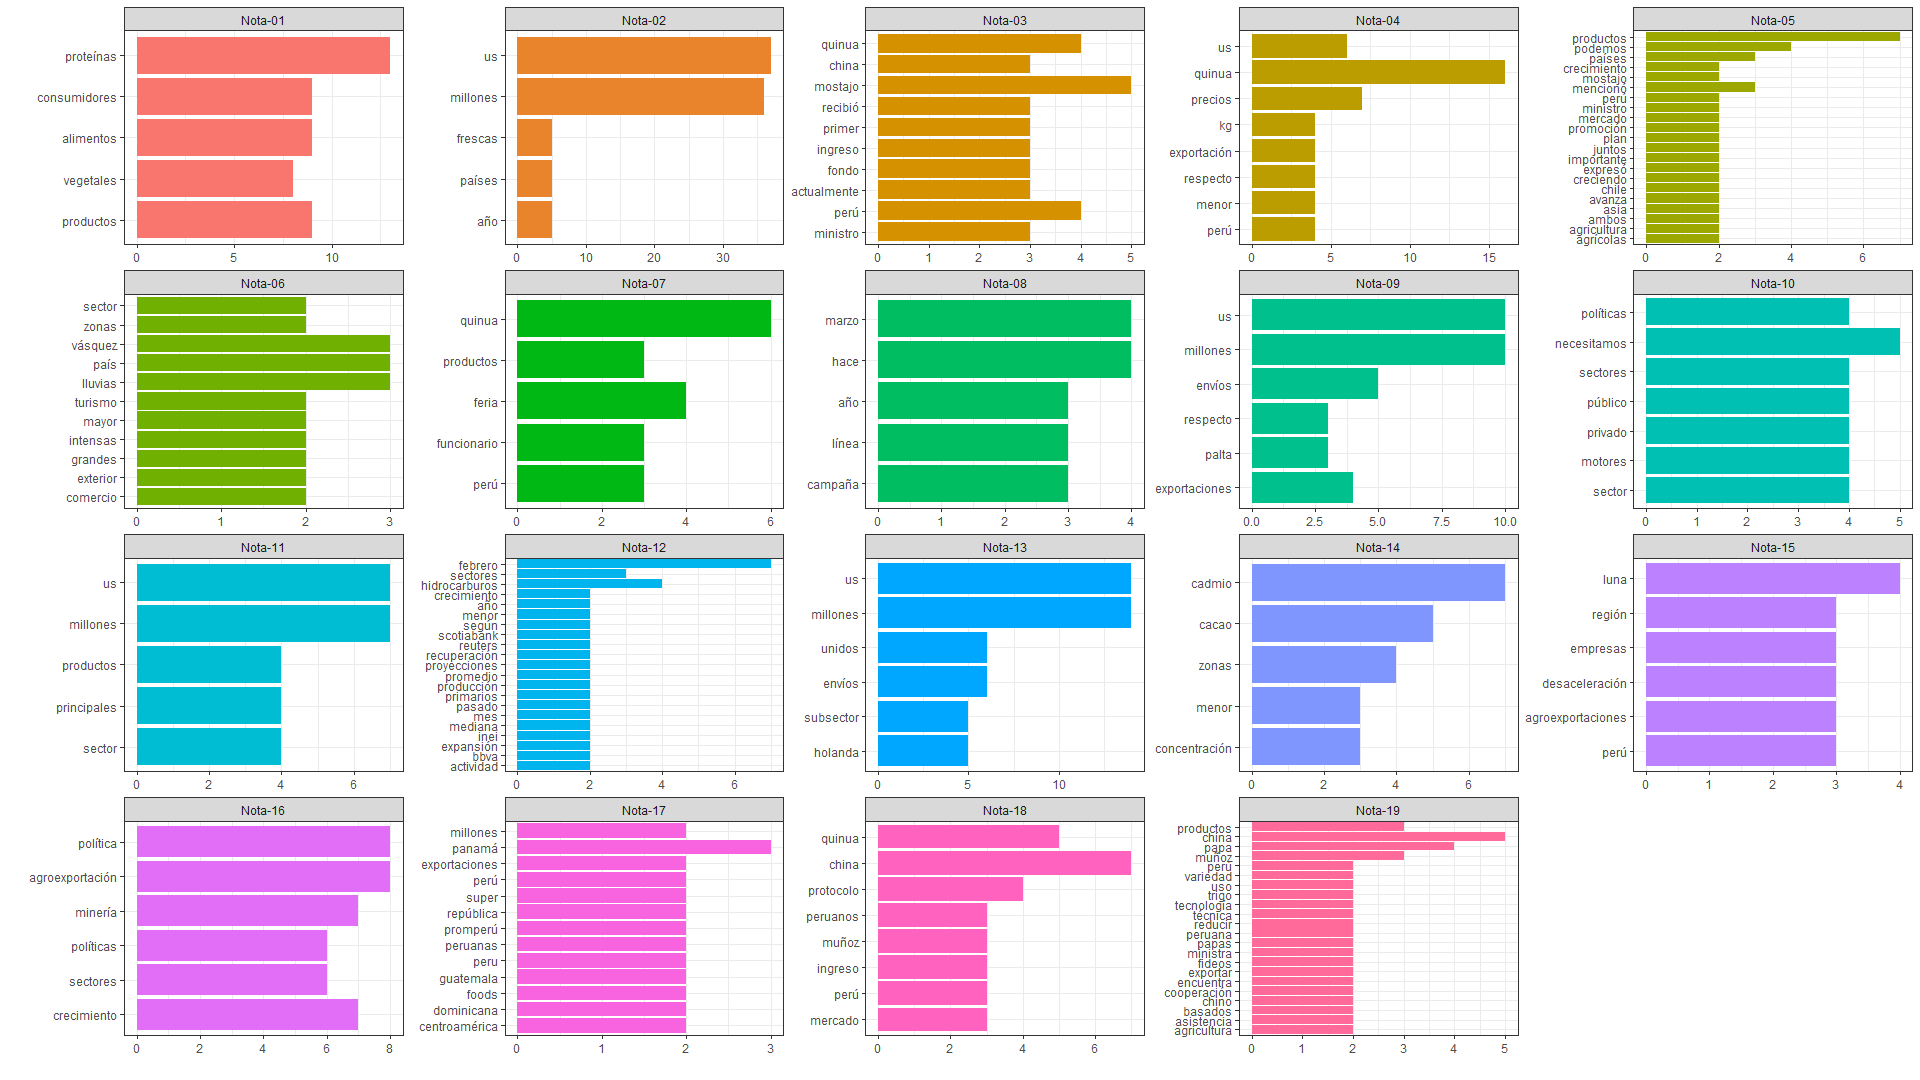 Nota-01
proteínas
consumidores
alimentos
vegetales
productos
0 5 10
Nota-02
us
millones
frescas
países
año
0 10 20 30
Nota-03
quinua
china
mostajo
recibió
primer
ingreso
fondo
actualmente
perú
ministro
0 1 2 3 4 5
Nota-04
us
quinua
precios
kg
exportación
respecto
menor
perú
0 5 10 15
Nota-05
productos
podemos
países
crecimiento
mostajo
mencionó
perú
ministro
mercado
promoción
plan
juntos
importante
expreso
creciendo
chile
avanza
asia
ambos
agricultura
agrícolas
0 2 4 6
Nota-06
sector
zonas
vásquez
país
lluvias
turismo
mayor
intensas
grandes
exterior
comercio
0 1 2 3
Nota-07
quinua
productos
feria
funcionario
perú
0 2 4 6
Nota-08
marzo
hace
año
línea
campaña
0 1 2 3 4
Nota-09
us
millones
envíos
respecto
palta
exportaciones
0.0 2.5 5.0 7.5 10.0
Nota-10
políticas
necesitamos
sectores
público
privado
motores
sector
0 1 2 3 4 5
Nota-11
us
millones
productos
principales
sector
0 2 4 6
Nota-12
febrero
sectores
hidrocarburos
crecimiento
año
menor
según
scotiabank
reuters
recuperación
proyecciones
promedio
producción
primarios
pasado
mes
mediana
inei
expansión
bbva
actividad
0 2 4 6
Nota-13
us
millones
unidos
envíos
subsector
holanda
0 5 10
Nota-14
cadmio
cacao
zonas
menor
concentración
0 2 4 6
Nota-15
luna
región
empresas
desaceleración
agroexportaciones
perú
0 1 2 3 4
Nota-16
política
agroexportación
minería
políticas
sectores
crecimiento
0 2 4 6 8
Nota-17
millones
panamá
exportaciones
perú
super
república
promperú
peruanas
peru
guatemala
foods
dominicana
centroamérica
0 1 2 3
Nota-18
quinua
china
protocolo
peruanos
muñoz
ingreso
perú
mercado
0 2 4 6
Nota-19
productos
china
papa
muñoz
perú
variedad
uso
trigo
tecnología
técnica
reducir
peruana
papas
ministra
fideos
exportar
encuentra
cooperación
chino
basados
asistencia
agricultura
0 1 2 3 4 5